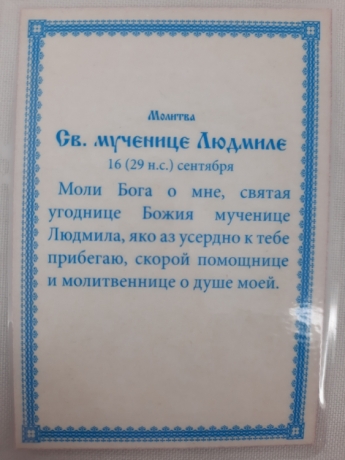 Молитва
Св. мученице Людмиле
16 (29 н.с.) сентября
Моли Бога о мне, святая
угоднице Божия мученице
Людмила, яко аз усердно к тебе
прибегаю, скорой помощнице
и молитвеннице о душе моей.